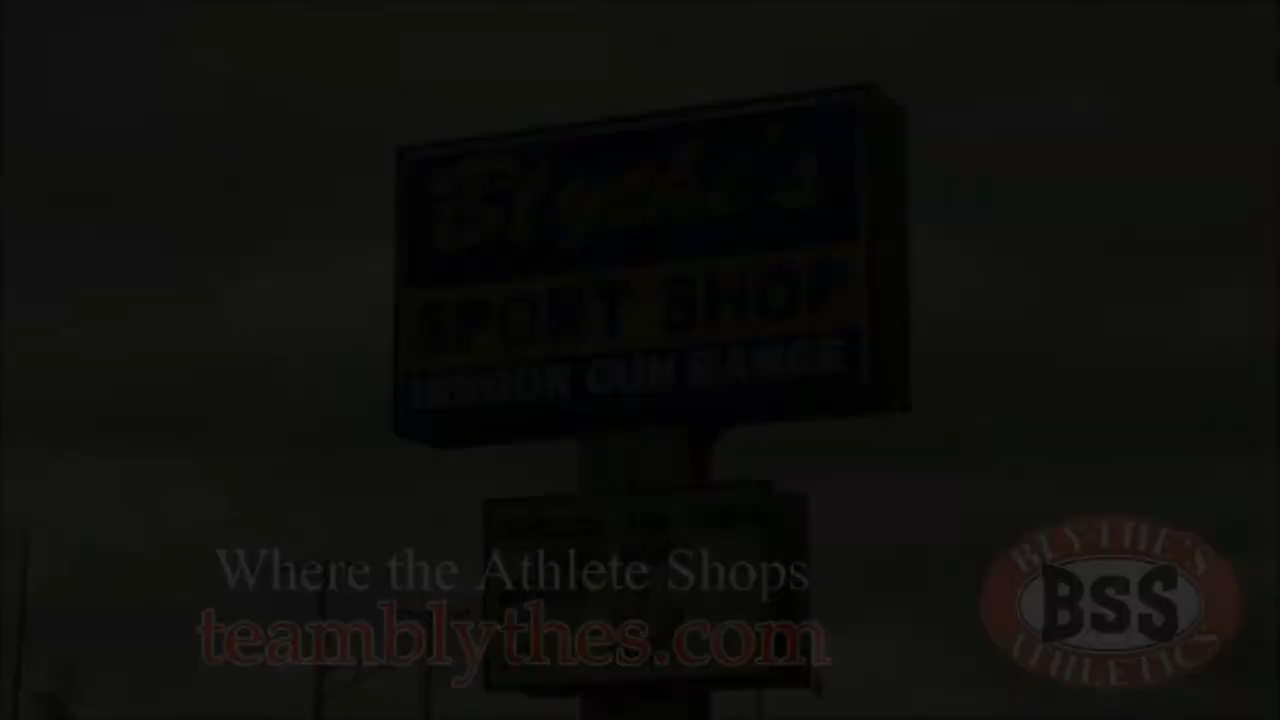 Blythe's
SPORT SHOP
INDOOR GUN RANGE
Where the Athlete Shops
teamblythes.com
BLYTHE'S
BSS
ATHLETICS